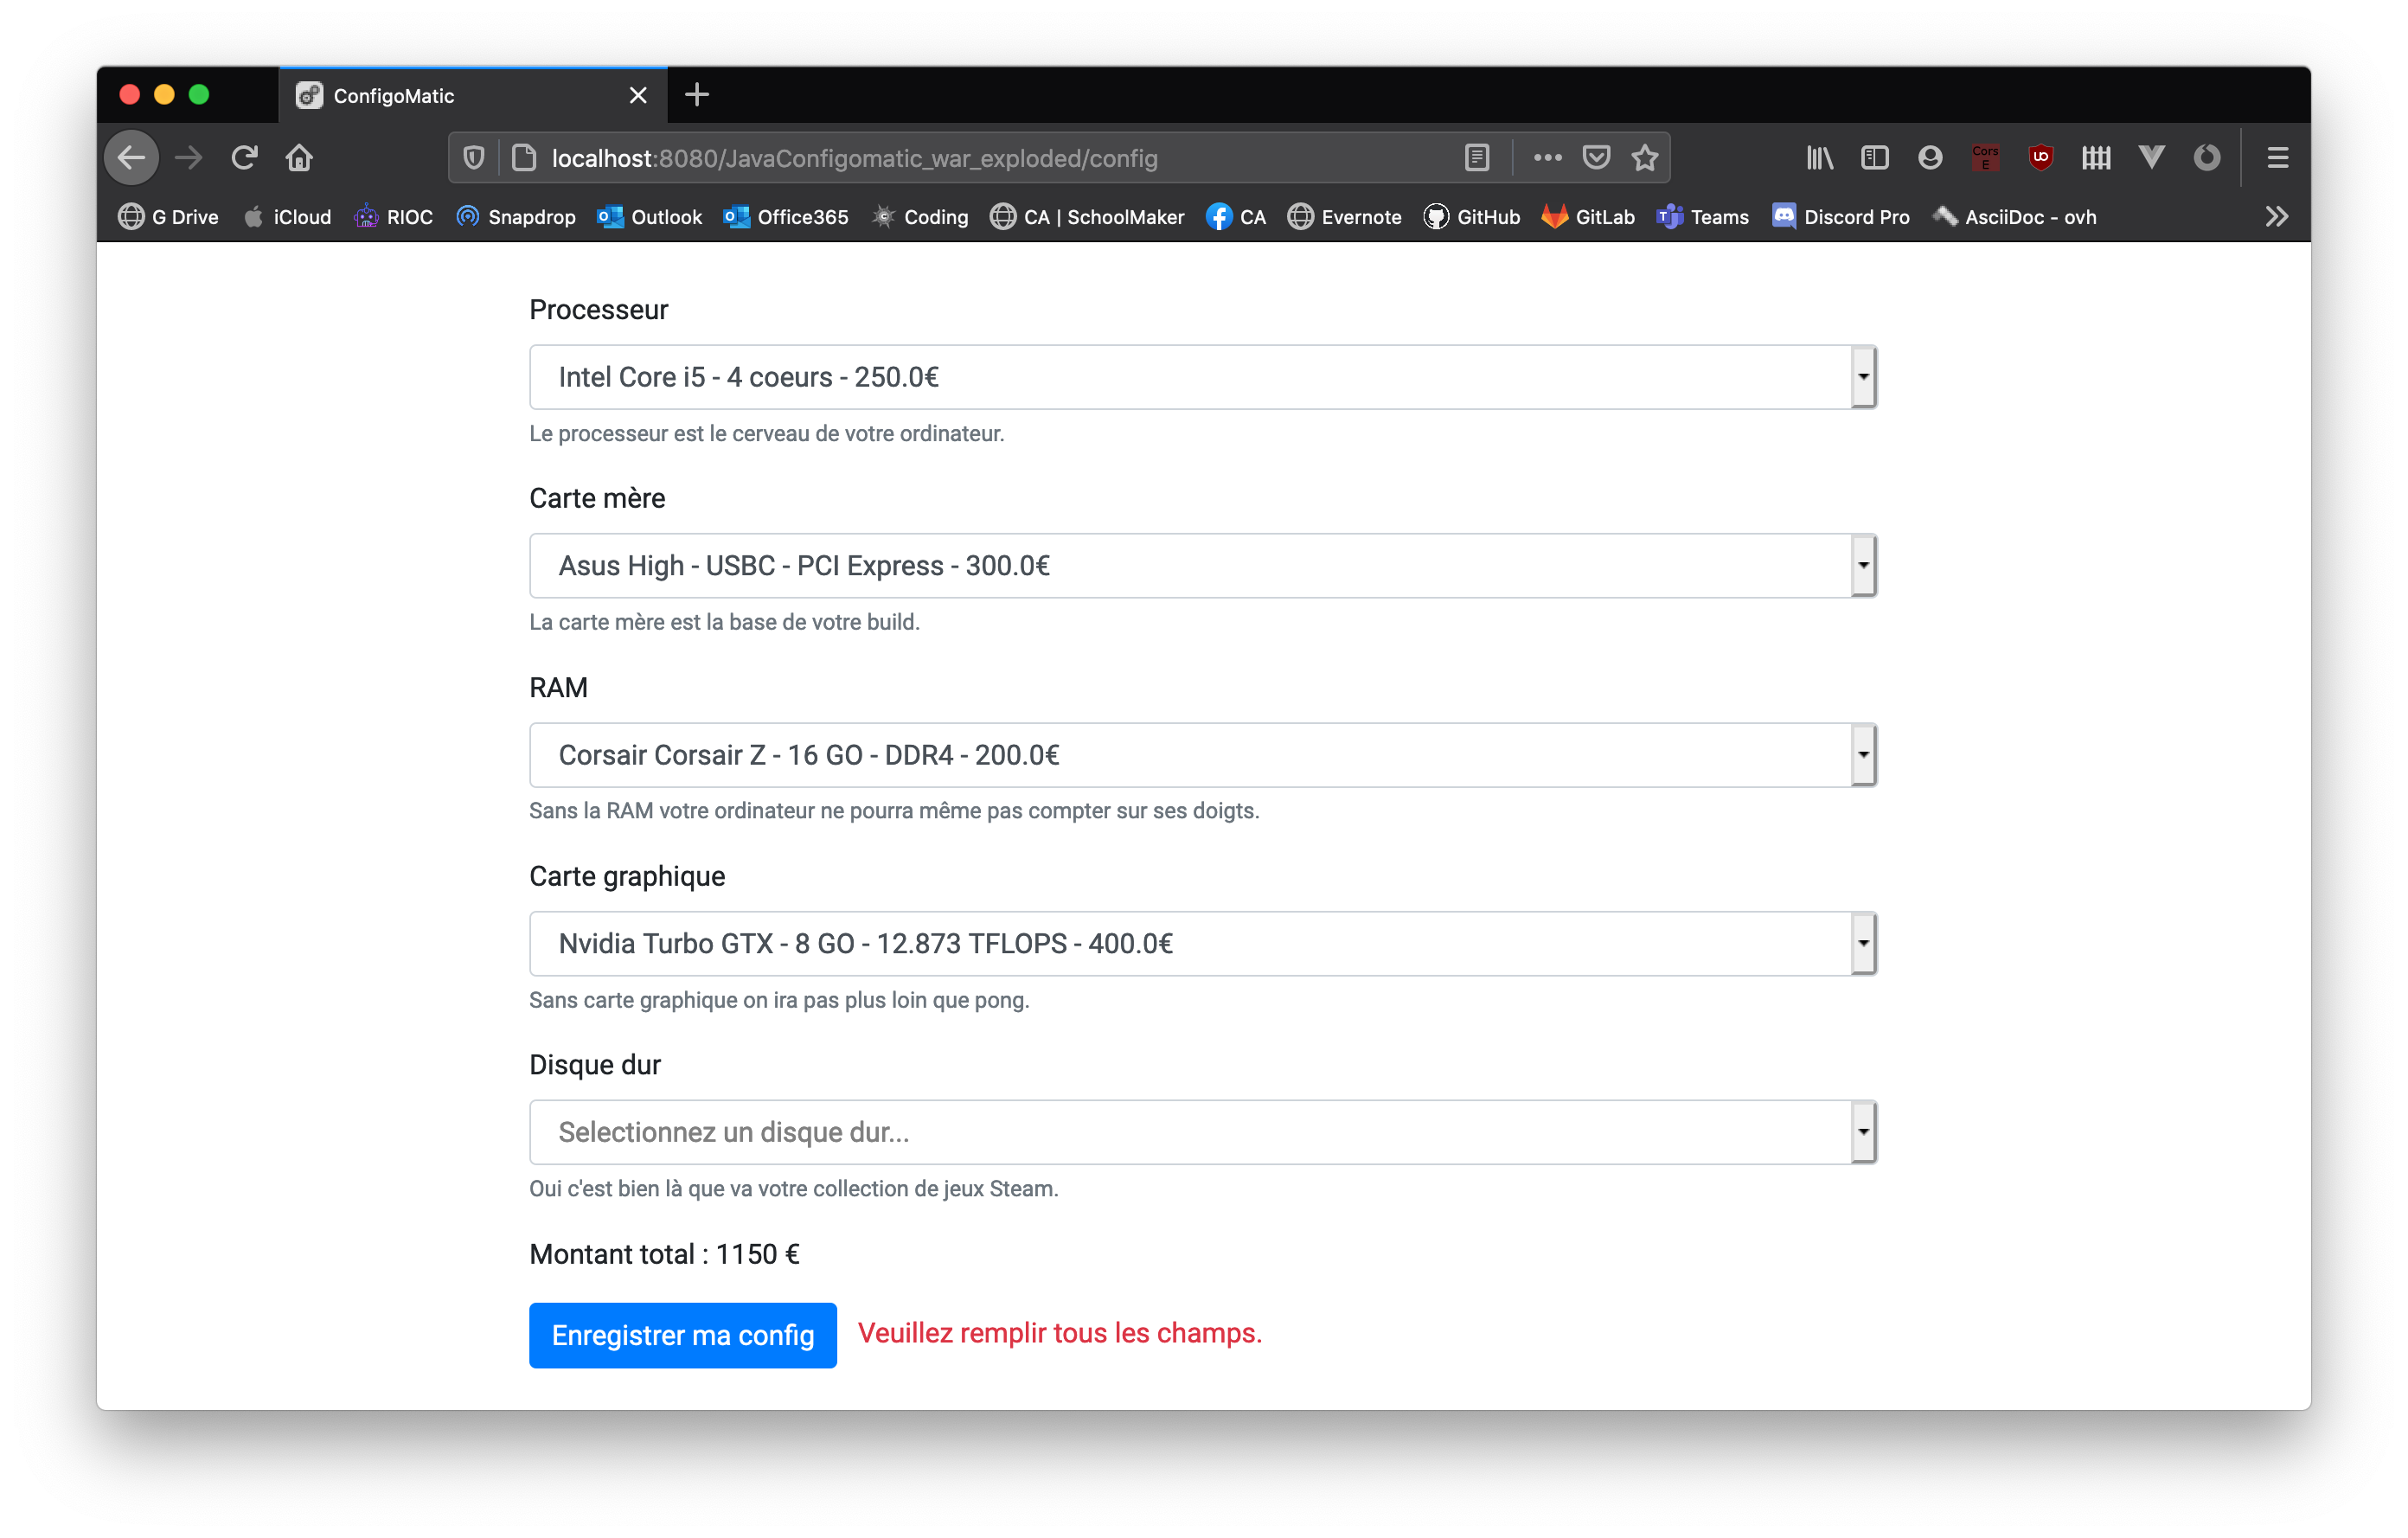 ConfigoMatic
localhost:8080/JavaConfigomatic_war_exploded/config
Cors
E
G Drive iCloud RIOC Snapdrop Outlook Office365 Coding CA | SchoolMaker CA Evernote GitHub GitLab Teams Discord Pro AsciiDoc - ovh
Processeur
Intel Core i5 - 4 coeurs - 250.0€
Le processeur est le cerveau de votre ordinateur.
Carte mère
Asus High - USBC - PCI Express - 300.0€
La carte mère est la base de votre build.
RAM
Corsair Corsair Z - 16 GO - DDR4 - 200.0€
Sans la RAM votre ordinateur ne pourra même pas compter sur ses doigts.
Carte graphique
Nvidia Turbo GTX - 8 GO - 12.873 TFLOPS - 400.0€
Sans carte graphique on ira pas plus loin que pong.
Disque dur
Selectionnez un disque dur...
Oui c'est bien là que va votre collection de jeux Steam.
Montant total : 1150 €
Enregistrer ma config Veuillez remplir tous les champs.